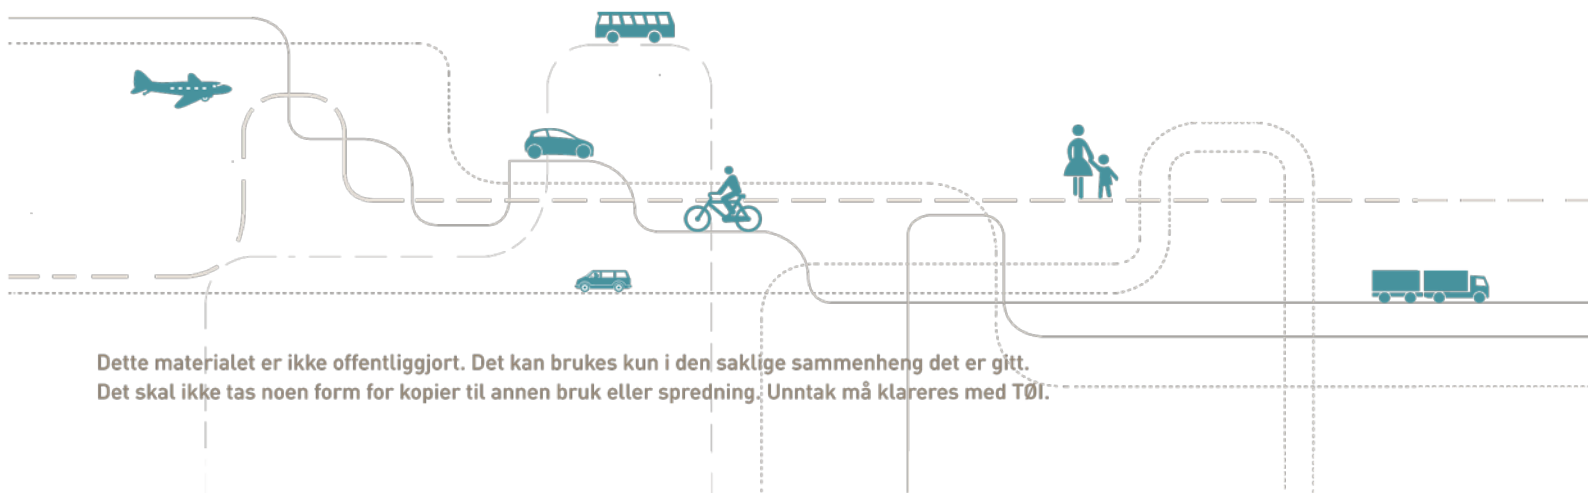 Dette materialet er ikke offentliggjort. Det kan brukes kun i den saklige sammenheng det er gitt.
Det skal ikke tas noen form for kopier til annen bruk eller spredning. Unntak må klareres med TØI.